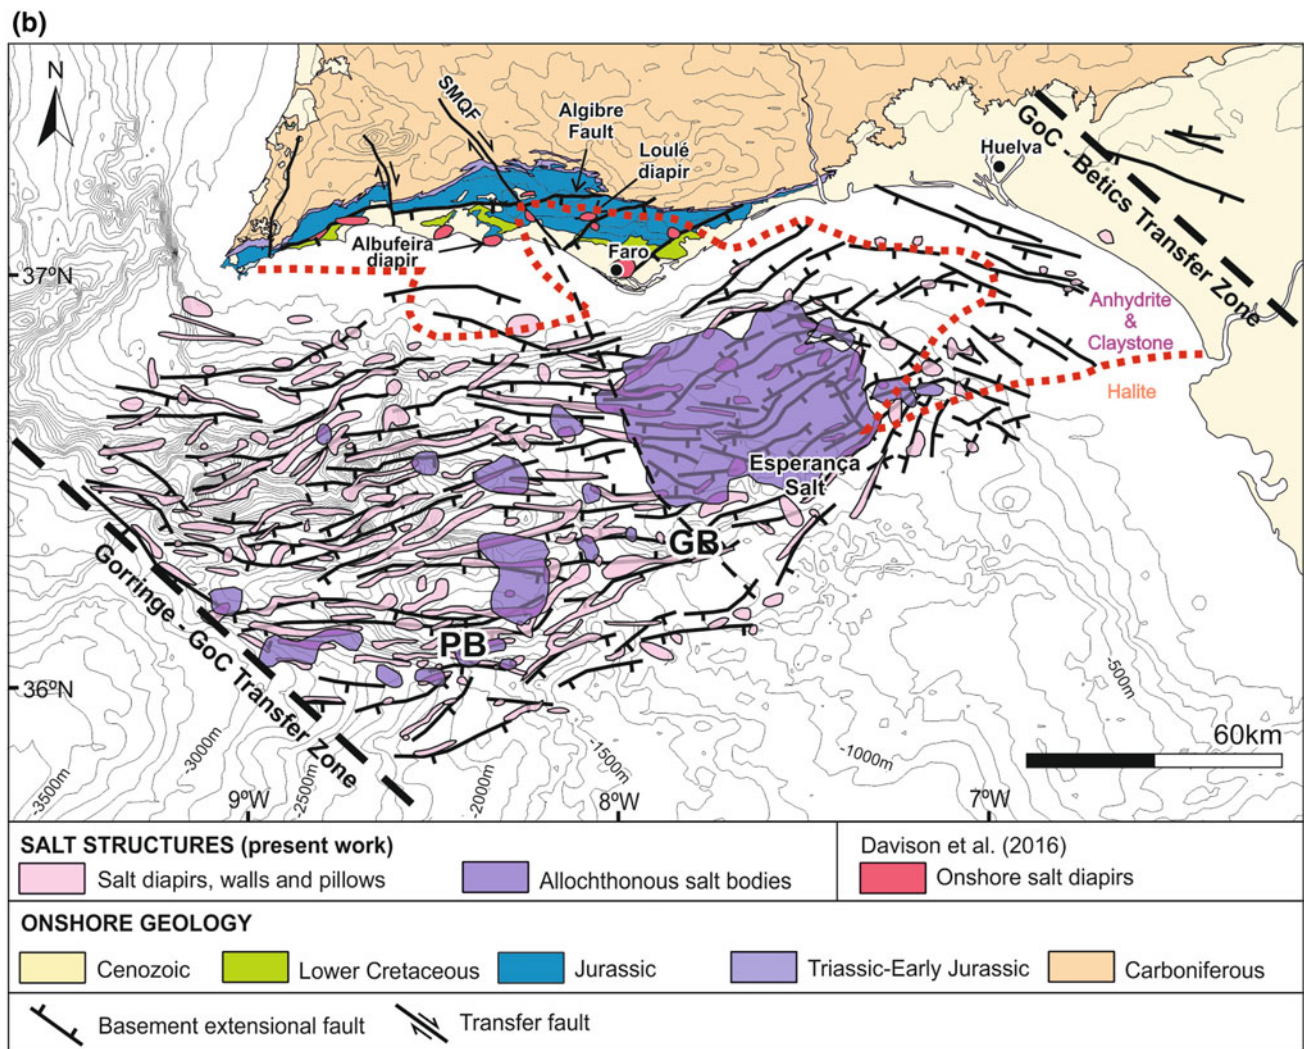 (b)
N
SMQF
Algibre
Fault
Loulé
diapir
Huelva
GoC - Betics Transfer Zone
Albufeira
diapir
Faro
37ºN
Anhydrite
&
Claystone
Halite
Esperança
Salt
GB
PB
Gorringe - GoC Transfer Zone
36ºN
-500m
-1000m
-1500m
-2000m
-2500m
-3000m
-3500m
60km
9ºW
8ºW
7ºW
SALT STRUCTURES (present work)
Salt diapirs, walls and pillows
Allochthonous salt bodies
Davison et al. (2016)
Onshore salt diapirs
ONSHORE GEOLOGY
Cenozoic
Lower Cretaceous
Jurassic
Triassic-Early Jurassic
Carboniferous
Basement extensional fault
Transfer fault